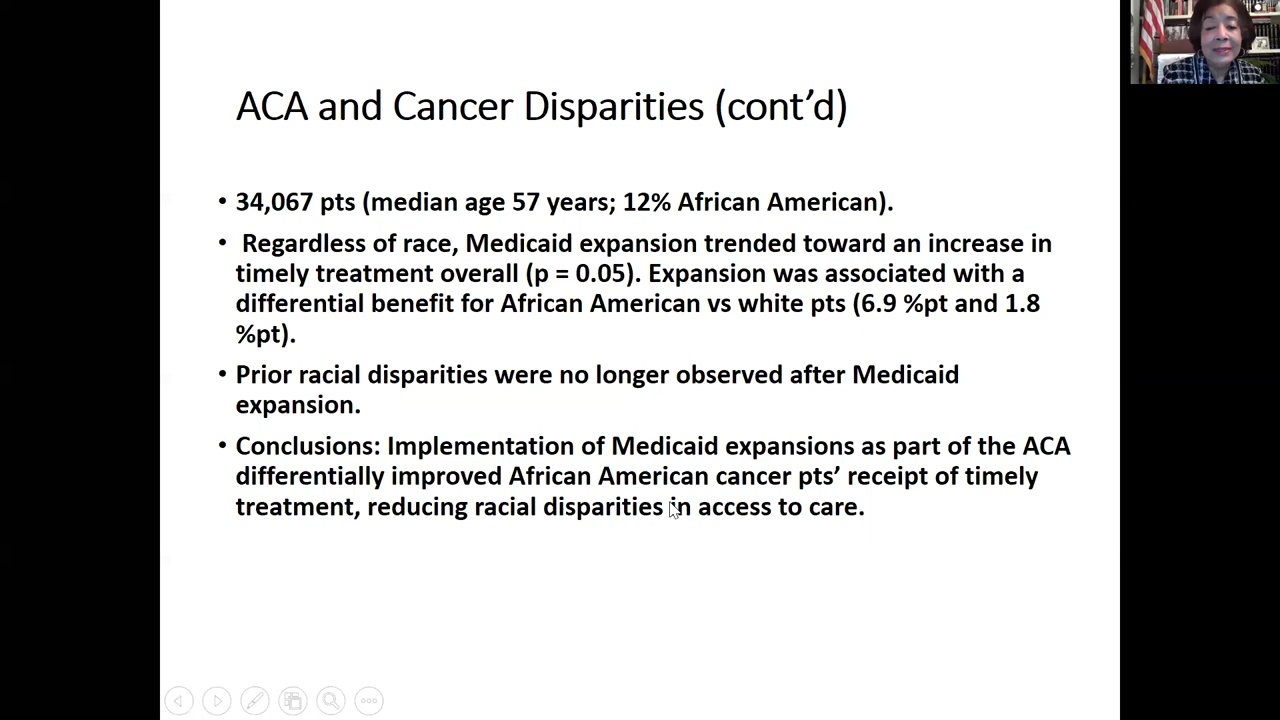 ACA and Cancer Disparities (cont’d)
• 34,067 pts (median age 57 years; 12% African American).
• Regardless of race, Medicaid expansion trended toward an increase in
timely treatment overall (p = 0.05). Expansion was associated with a
differential benefit for African American vs white pts (6.9 %pt and 1.8
%pt).
• Prior racial disparities were no longer observed after Medicaid
expansion.
• Conclusions: Implementation of Medicaid expansions as part of the ACA
differentially improved African American cancer pts’ receipt of timely
treatment, reducing racial disparities in access to care.